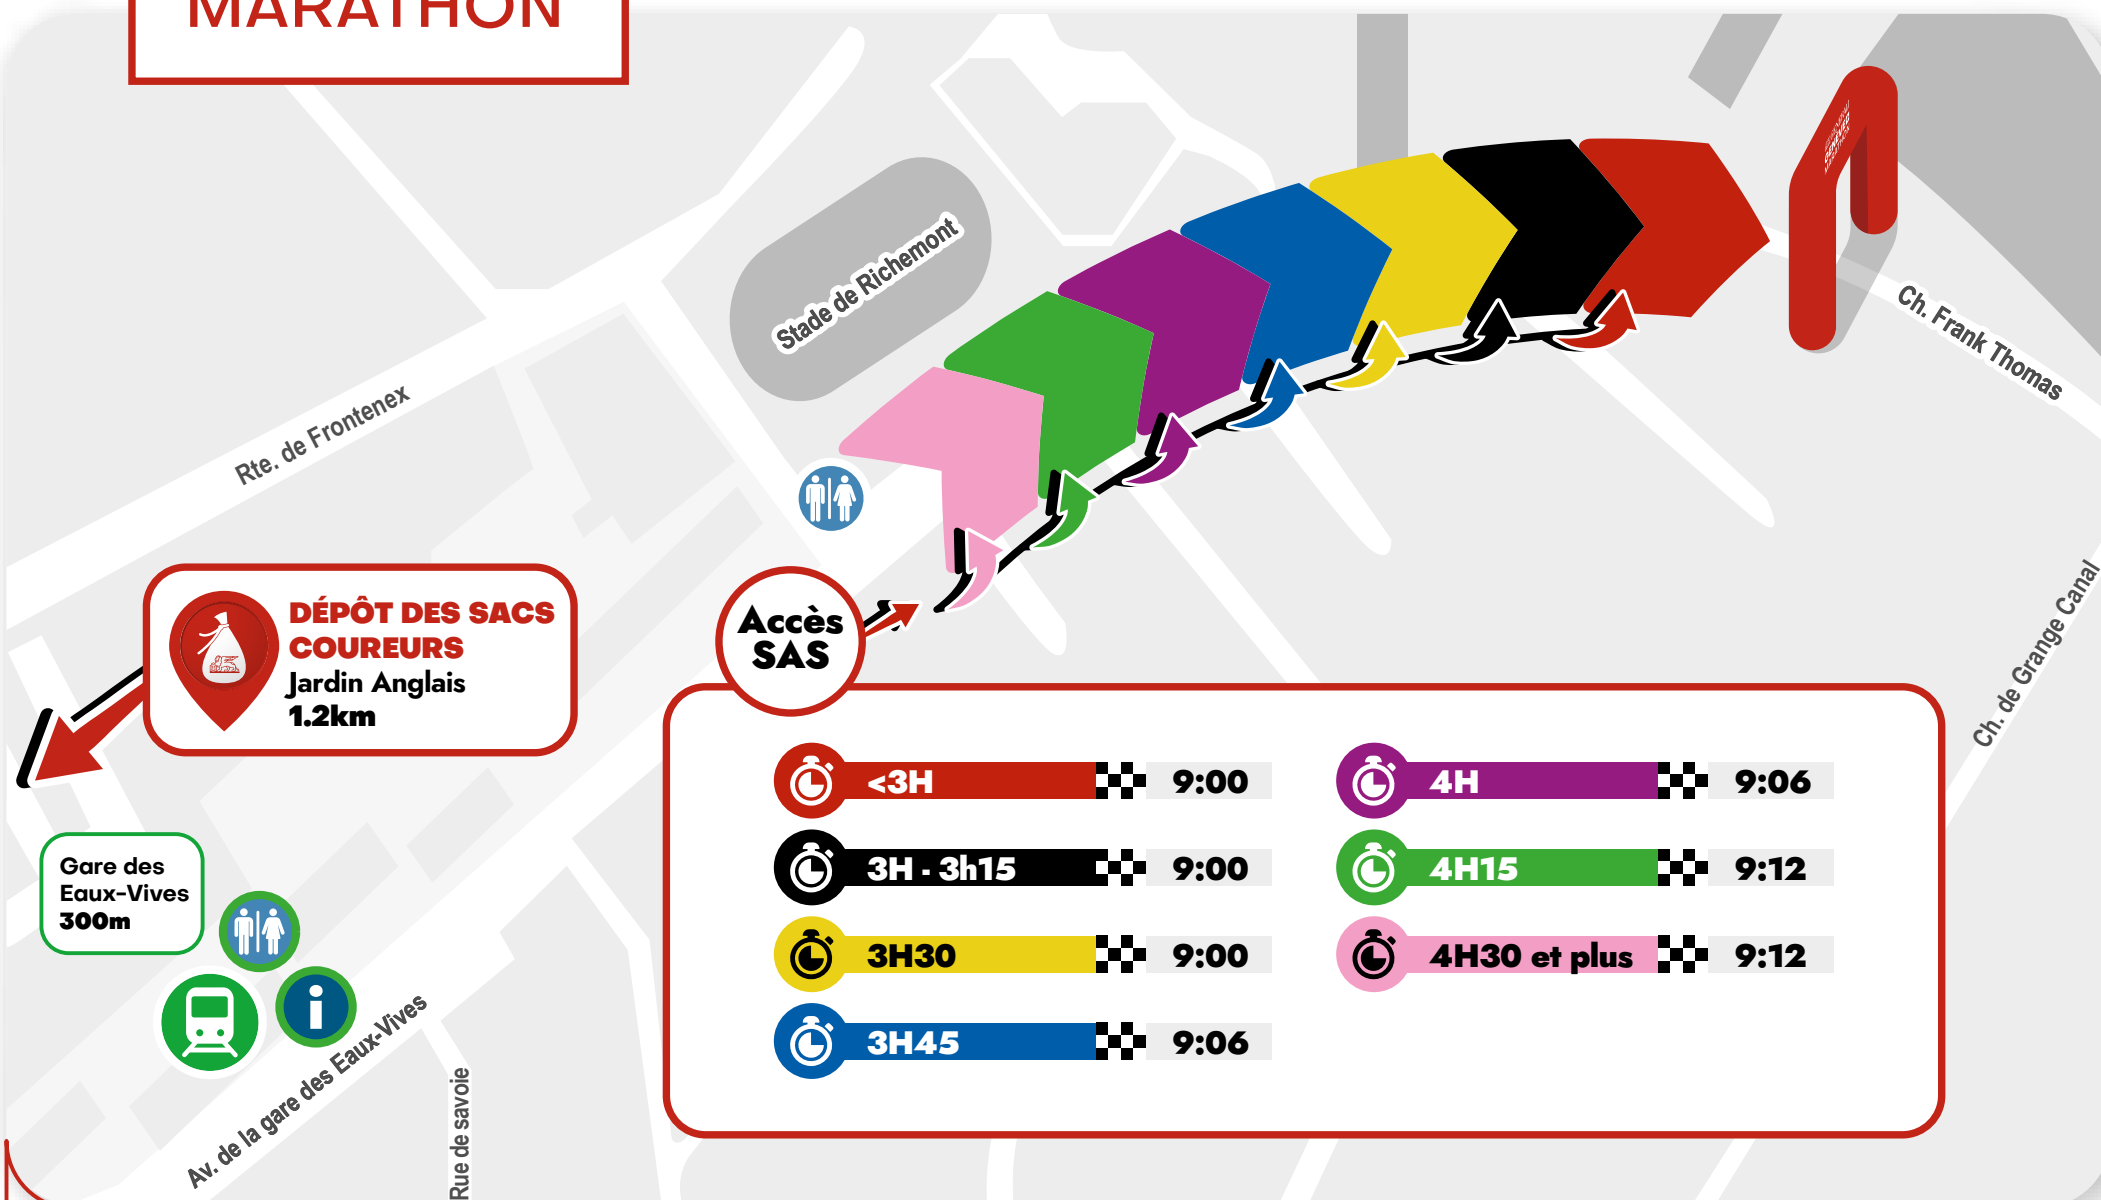 MARATHON
Stade de Richemont
Ch. Frank Thomas
Rte. de Frontenex
Ch. de Grange Canal
DÉPÔT DES SACS
COUREURS
Jardin Anglais
1.2km
Accès
SAS
<3H 9:00
3H - 3h15 9:00
3H30 9:00
3H45 9:06
4H 9:06
4H15 9:12
4H30 et plus 9:12
Gare des
Eaux-Vives
300m
i
Av. de la gare des Eaux-Vives
Rue de savoie